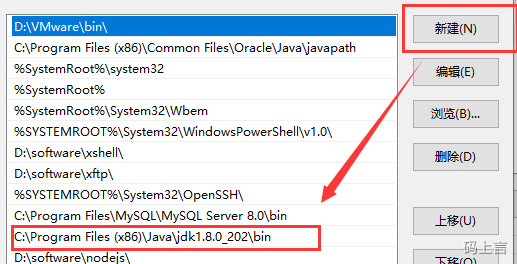 D:\VMware\bin\
C:\Program Files (x86)\Common Files\Oracle\Java\javapath
%SystemRoot%\system32
%SystemRoot%
%SystemRoot%\System32\Wbem
%SYSTEMROOT%\System32\WindowsPowerShell\v1.0\
D:\software\xshell\
D:\software\xftp\
%SYSTEMROOT%\System32\OpenSSH\
C:\Program Files\MySQL\MySQL Server 8.0\bin
C:\Program Files (x86)\Java\jdk1.8.0_202\bin
D:\software\nodejs\
新建(N)
编辑(E)
浏览(B)...
删除(D)
上移(U)
下移(O)
码上言